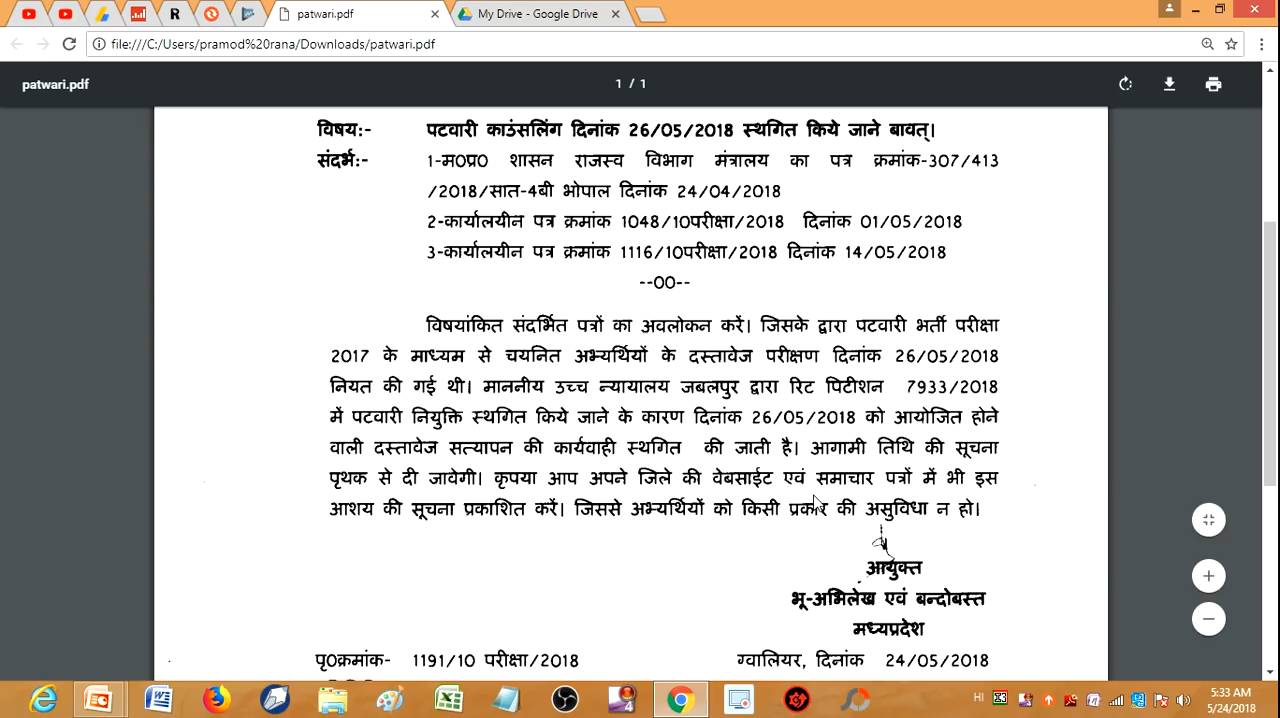 patwari.pdf
My Drive - Google Drive
file:///C:/Users/pramod%20rana/Downloads/patwari.pdf
patwari.pdf
1 / 1
विषय:- पटवारी काउंसलिंग दिनांक 26/05/2018 स्थगित किये जाने बावत्।
संदर्भ:- 1-म0प्र0 शासन राजस्व विभाग मंत्रालय का पत्र क्रमांक-307/413
/2018/सात-4बी भोपाल दिनांक 24/04/2018
2-कार्यालयीन पत्र क्रमांक 1048/10परीक्षा/2018 दिनांक 01/05/2018
3-कार्यालयीन पत्र क्रमांक 1116/10परीक्षा/2018 दिनांक 14/05/2018
--00--
विषयांकित संदर्भित पत्रों का अवलोकन करें। जिसके द्वारा पटवारी भर्ती परीक्षा
2017 के माध्यम से चयनित अभ्यर्थियों के दस्तावेज परीक्षण दिनांक 26/05/2018
नियत की गई थी। माननीय उच्च न्यायालय जबलपुर द्वारा रिट पिटीशन 7933/2018
में पटवारी नियुक्ति स्थगित किये जाने के कारण दिनांक 26/05/2018 को आयोजित होने
वाली दस्तावेज सत्यापन की कार्यवाही स्थगित की जाती है। आगामी तिथि की सूचना
पृथक से दी जावेगी। कृपया आप अपने जिले की वेबसाईट एवं समाचार पत्रों में भी इस
आशय की सूचना प्रकाशित करें। जिससे अभ्यर्थियों को किसी प्रकार की असुविधा न हो।
आयुक्त
भू-अभिलेख एवं बन्दोबस्त
मध्यप्रदेश
पृ0क्रमांक- 1191/10 परीक्षा/2018 ग्वालियर, दिनांक 24/05/2018
HI
5:33 AM
5/24/2018